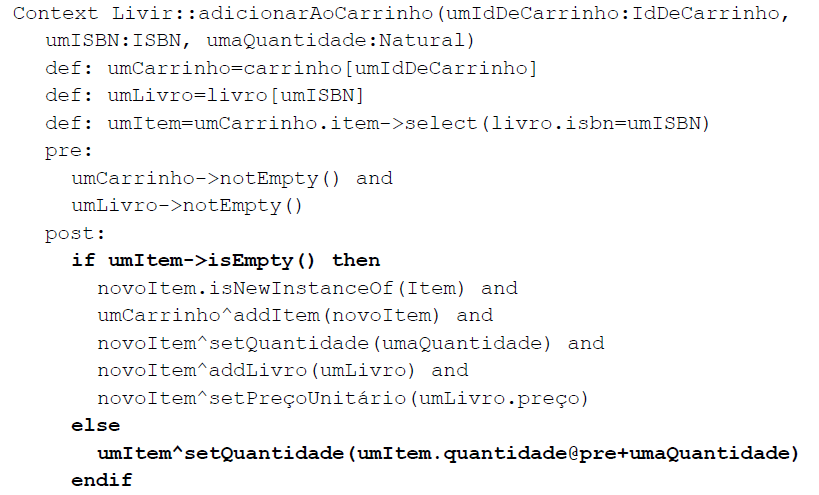 Context Livir::adicionarAoCarrinho(umIdDeCarrinho:IdDeCarrinho,
umISBN:ISBN, umaQuantidade:Natural)
def: umCarrinho=carrinho[umIdDeCarrinho]
def: umLivro=livro[umISBN]
def: umItem=umCarrinho.item->select(livro.isbn=umISBN)
pre:
umCarrinho->notEmpty() and
umLivro->notEmpty()
post:
if umItem->isEmpty() then
novoItem.isNewInstanceOf(Item) and
umCarrinho^addItem(novoItem) and
novoItem^setQuantidade(umaQuantidade) and
novoItem^addLivro(umLivro) and
novoItem^setPreçoUnitário(umLivro.preço)
else
umItem^setQuantidade(umItem.quantidade@pre+umaQuantidade)
endif